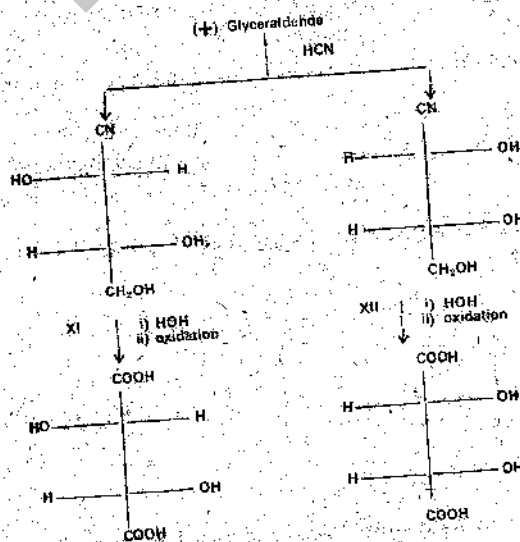 (+) Glyceraldehyde
HCN
CN
HO H
H OH
CH₂OH
XI
i) HOH
ii) oxidation
COOH
HO H
H OH
COOH
CN
H OH
H OH
CH₂OH
XII
i) HOH
ii) oxidation
COOH
H OH
H OH
COOH